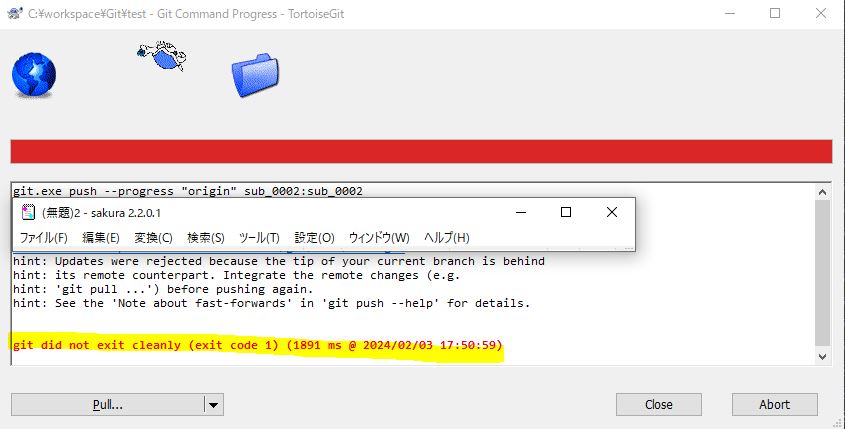 C:¥workspace¥Git¥test - Git Command Progress - TortoiseGit
git.exe push --progress "origin" sub_0002:sub_0002
(無題)2 - sakura 2.2.0.1
ファイル(F) 編集(E) 変換(C) 検索(S) ツール(T) 設定(O) ウィンドウ(W) ヘルプ(H)
hint: Updates were rejected because the tip of your current branch is behind
hint: its remote counterpart. Integrate the remote changes (e.g.
hint: 'git pull ...') before pushing again.
hint: See the 'Note about fast-forwards' in 'git push --help' for details.
git did not exit cleanly (exit code 1) (1891 ms @ 2024/02/03 17:50:59)
Pull...
Close
Abort